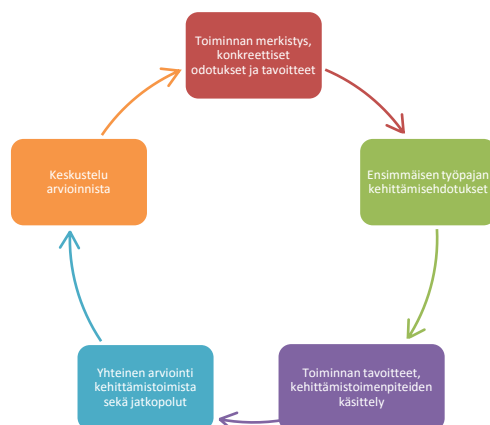 Toiminnan merkistys,
konkreettiset
odotukset ja tavoitteet
Ensimmäisen työpajan
kehittämisehdotukset
Toiminnan tavoitteet,
kehittämistoimenpiteiden
käsittely
Yhteinen arviointi
kehittämistoimista
sekä jatkopolut
Keskustelu
arvioinnista